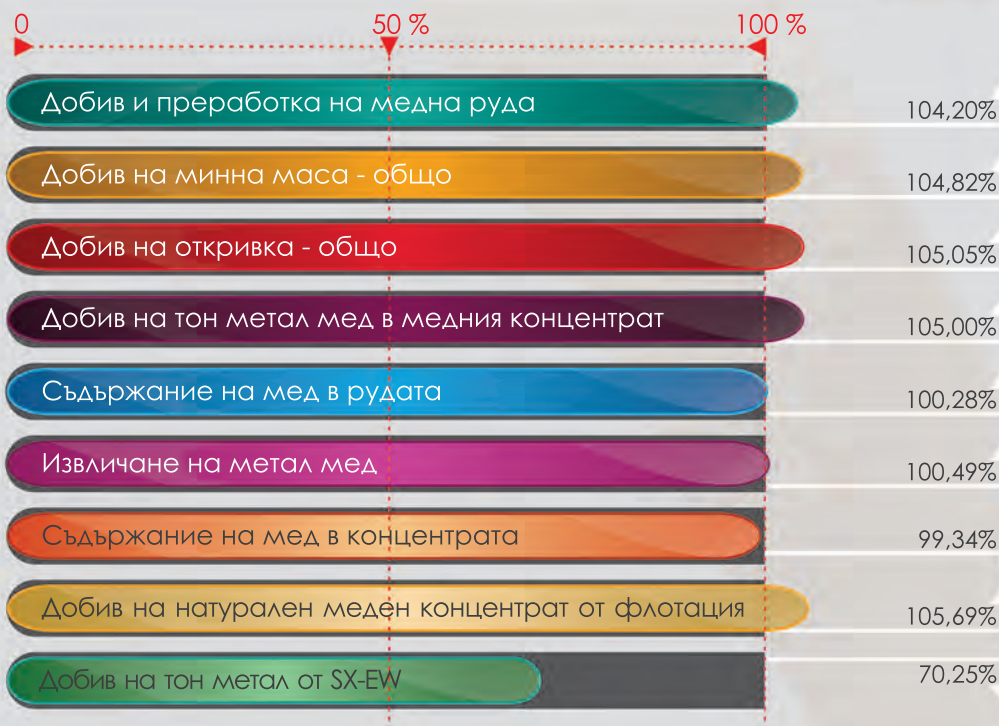 0 50 % 100 %
Добив и преработка на медна руда 104,20%
Добив на минна маса - общо 104,82%
Добив на откривка - общо 105,05%
Добив на тон метал мед в медния концентрат 105,00%
Съдържание на мед в рудата 100,28%
Извличане на метал мед 100,49%
Съдържание на мед в концентрата 99,34%
Добив на натурален меден концентрат от флотация 105,69%
Добив на тон метал от SX-EW 70,25%